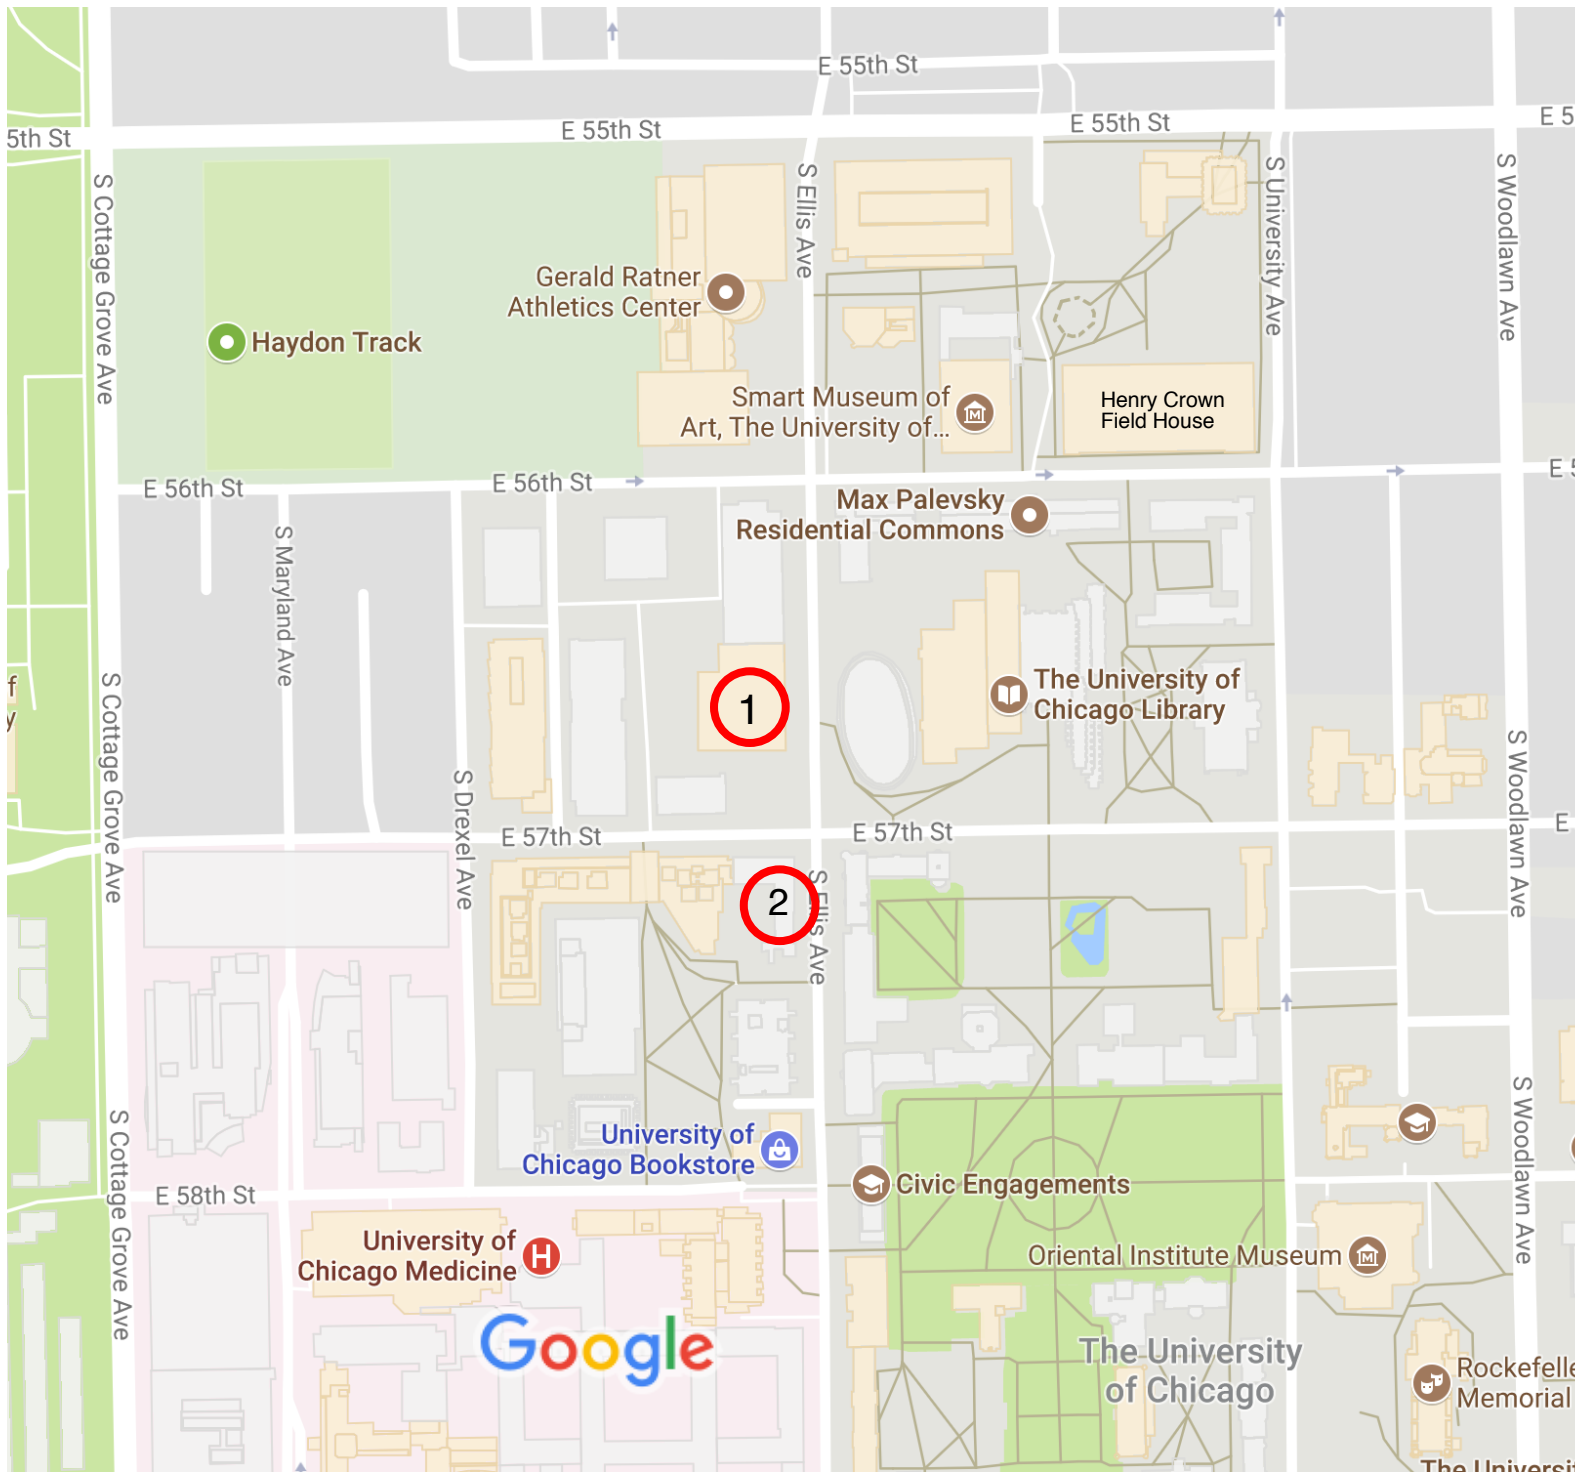 E 55th St
5th St
E 55th St
E 55th St
E 5
S Cottage Grove Ave
S Ellis Ave
S University Ave
S Woodlawn Ave
Gerald Ratner
Athletics Center
Haydon Track
Smart Museum of
Art, The University of...
Henry Crown
Field House
E 56th St
E 56th St
E 5
Max Palevsky
Residential Commons
S Maryland Ave
1
The University of
Chicago Library
f
y
S Cottage Grove Ave
S Drexel Ave
S Woodlawn Ave
E 57th St
E 57th St
E
2
S Ellis Ave
University of
Chicago Bookstore
Civic Engagements
S Cottage Grove Ave
S Woodlawn Ave
E 58th St
University of
Chicago Medicine
H
Oriental Institute Museum
M
M
Google
The University
of Chicago
Rockefelle
Memorial
The Universit